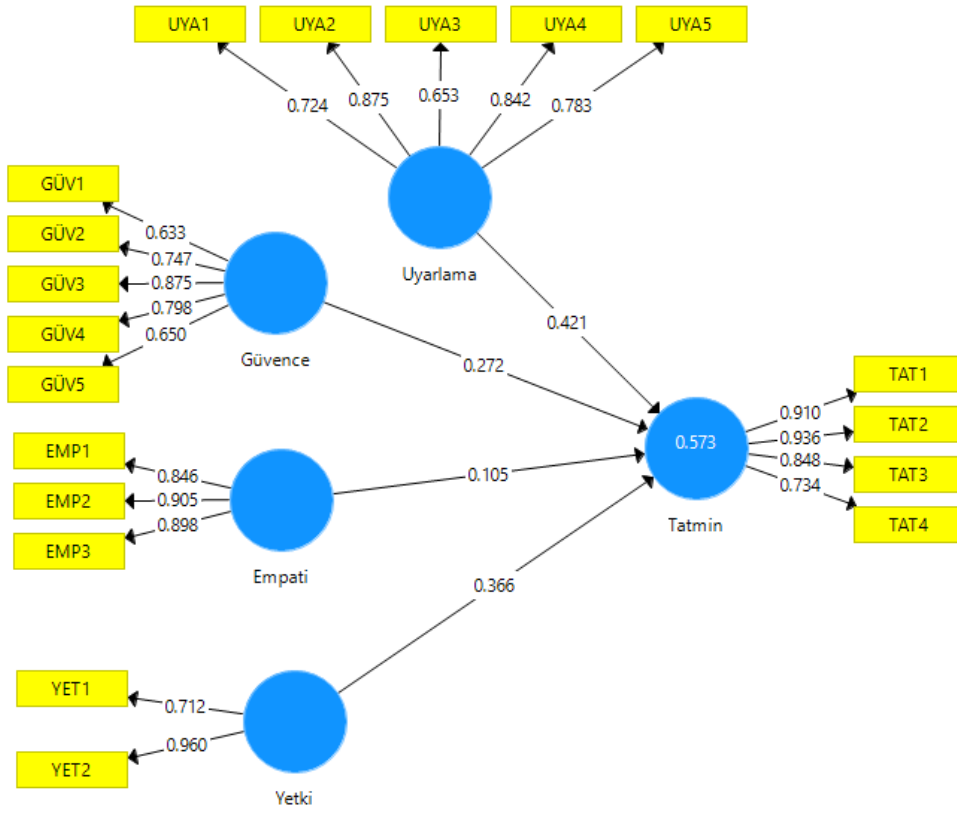 UYA1
UYA2
UYA3
UYA4
UYA5
0.724
0.875
0.653
0.842
0.783
Uyarlama
GÜV1
GÜV2
GÜV3
GÜV4
GÜV5
0.633
0.747
0.875
0.798
0.650
Güvence
0.421
0.272
EMP1
EMP2
EMP3
0.846
0.905
0.898
Empati
0.105
0.573
Tatmin
TAT1
TAT2
TAT3
TAT4
0.910
0.936
0.848
0.734
0.366
YET1
YET2
0.712
0.960
Yetki